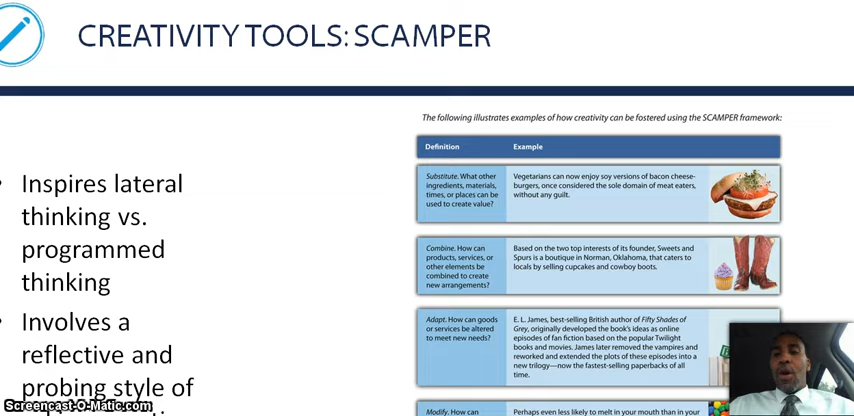 CREATIVITY TOOLS: SCAMPER
The following illustrates examples of how creativity can be fostered using the SCAMPER framework:
Definition Example
• Inspires lateral
thinking vs.
programmed
thinking
• Involves a
reflective and
probing style of
Substitute. What other
ingredients, materials,
times, or places can be
used to create value?
Vegetarians can now enjoy soy versions of bacon cheese-
burgers, once considered the sole domain of meat eaters,
without any guilt.
Combine. How can
products, services, or
other elements be
combined to create
new arrangements?
Based on the two top interests of its founder, Sweets and
Spurs is a boutique in Norman, Oklahoma, that caters to
locals by selling cupcakes and cowboy boots.
Adapt. How can goods
or services be altered
to meet new needs?
E. L. James, best-selling British author of Fifty Shades of
Grey, originally developed the book's ideas as online
episodes of fan fiction based on the popular Twilight
books and movies. James later removed the vampires and
reworked and extended the plots of these episodes into a
new trilogy—now the fastest-selling paperbacks of all
time.
Modify. How can
Perhaps even less likely to melt in your mouth than in your
Screencast-O-Matic.com